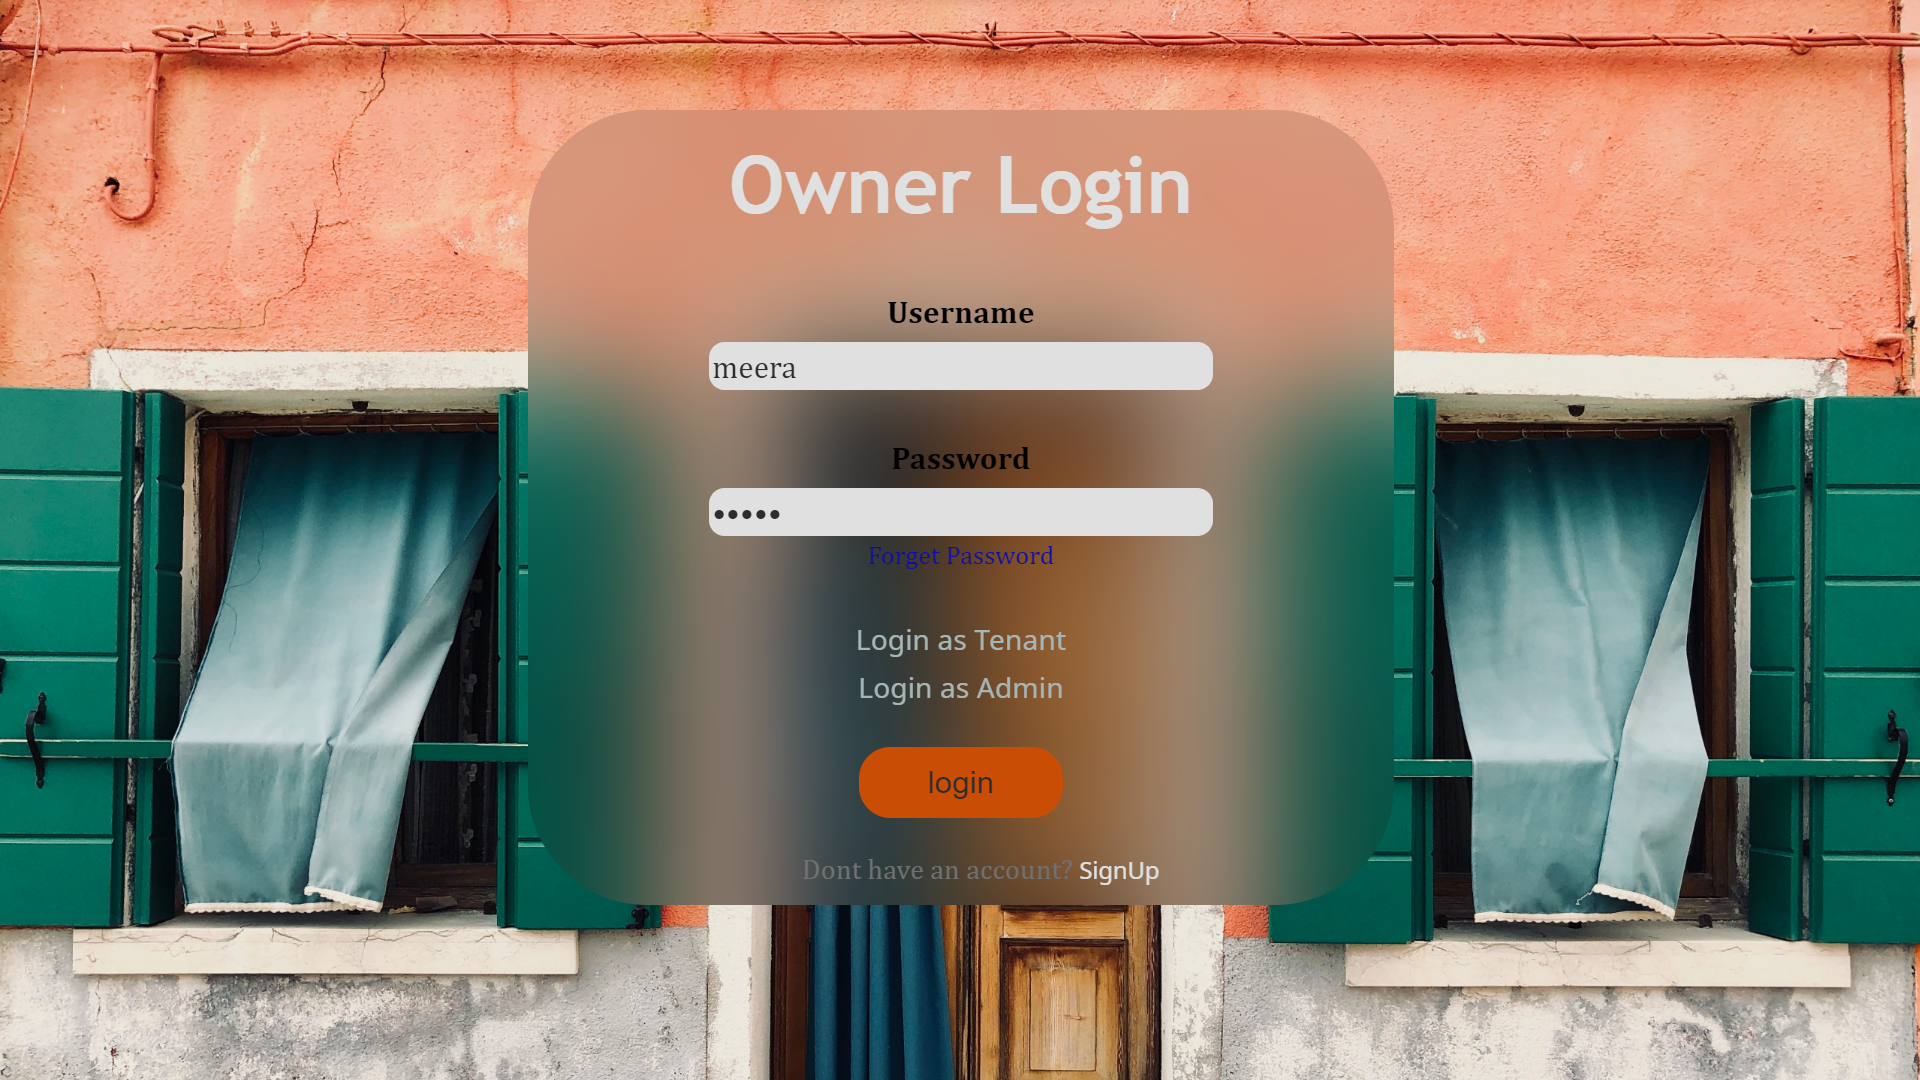 Owner Login
Username
meera
Password
•••••
Forget Password
Login as Tenant
Login as Admin
login
Dont have an account? SignUp